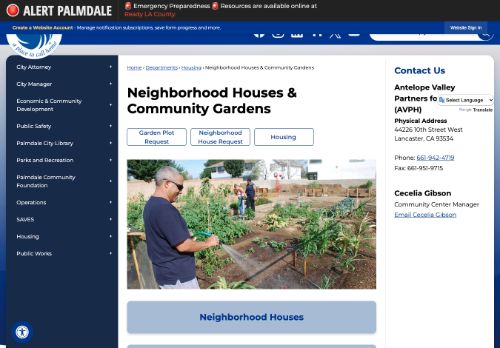 ALERT PALMDALE
🚨 Emergency Preparedness 🚨 Resources are available online at
Ready LA County.
Create a Website Account - Manage notification subscriptions, save form progress and more.
Website Sign In
a place to call home
City Attorney
City Manager
Economic & Community
Development
Public Safety
Palmdale City Library
Parks and Recreation
Palmdale Community
Foundation
Operations
SAVES
Housing
Public Works
Home › Departments › Housing › Neighborhood Houses & Community Gardens
Neighborhood Houses &
Community Gardens
Garden Plot
Request
Neighborhood
House Request
Housing
Neighborhood Houses
Contact Us
Antelope Valley
Partners fo
(AVPH)
Select Language
Google Translate
Physical Address
44226 10th Street West
Lancaster, CA 93534
Phone: 661-942-4719
Fax: 661-951-9715
Cecelia Gibson
Community Center Manager
Email Cecelia Gibson